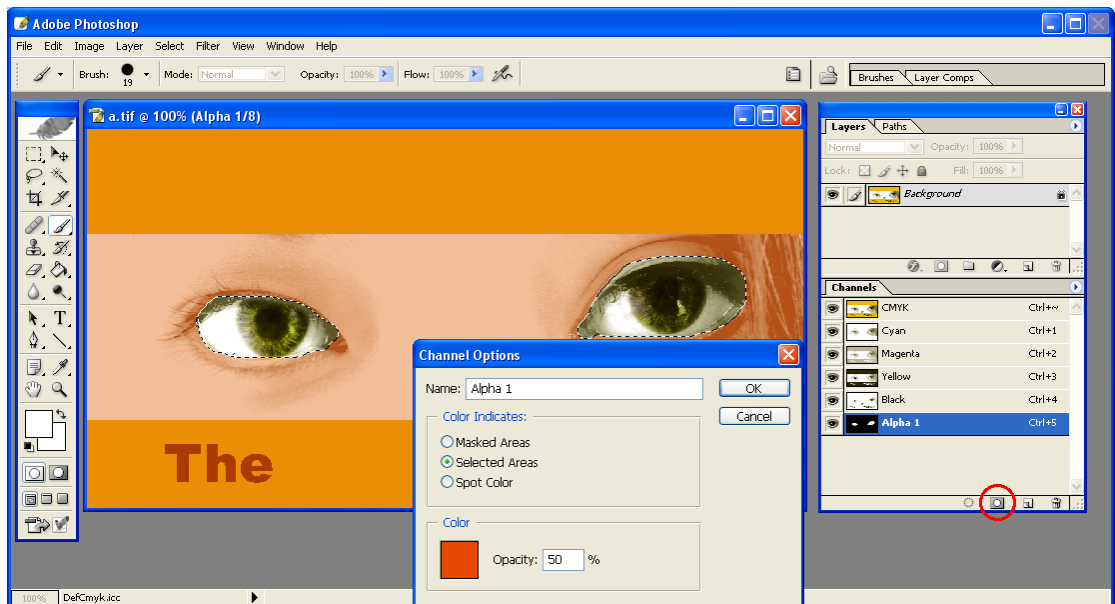 Adobe Photoshop
File Edit Image Layer Select Filter View Window Help
Brush: 19 Mode: Normal Opacity: 100% Flow: 100% Brushes Layer Comps
a.tif @ 100% (Alpha 1/8)
Layers Paths
Normal Opacity: 100%
Lock: Fill: 100%
Background
Channels
CMYK Ctrl+~
Cyan Ctrl+1
Magenta Ctrl+2
Yellow Ctrl+3
Black Ctrl+4
Alpha 1 Ctrl+5
The
Channel Options
Name: Alpha 1 OK
Color Indicates: Cancel
Masked Areas
Selected Areas
Spot Color
Color
Opacity: 50 %
100% DefCmyk.icc